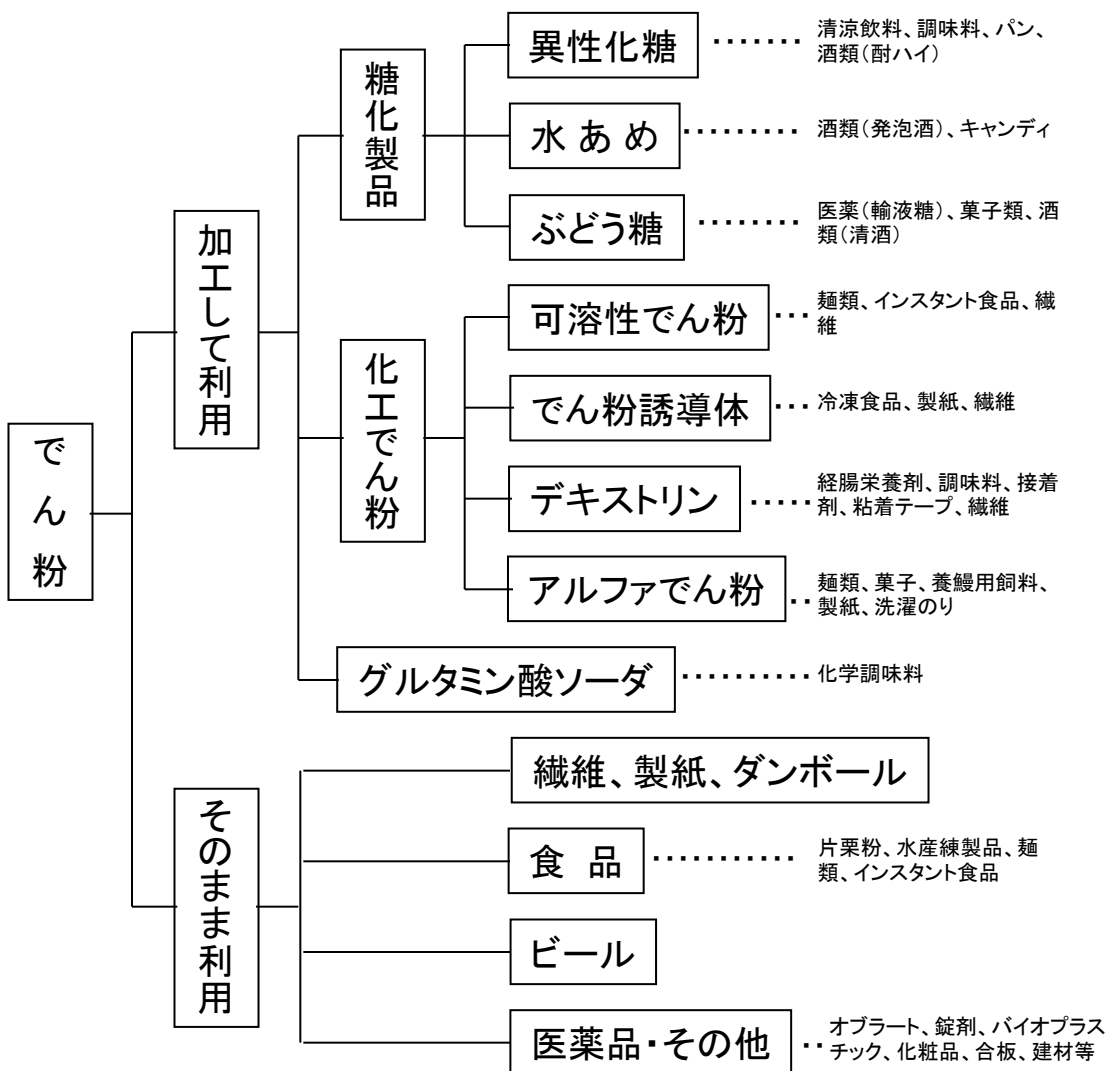 でん粉
加工して利用
糖化製品
異性化糖
清涼飲料、調味料、パン、
酒類(酎ハイ)
水あめ
酒類(発泡酒)、キャンディ
ぶどう糖
医薬(輸液糖)、菓子類、酒
類(清酒)
化工でん粉
可溶性でん粉
麺類、インスタント食品、繊
維
でん粉誘導体
冷凍食品、製紙、繊維
デキストリン
経腸栄養剤、調味料、接着
剤、粘着テープ、繊維
アルファでん粉
麺類、菓子、養鰻用飼料、
製紙、洗濯のり
グルタミン酸ソーダ
化学調味料
そのまま利用
繊維、製紙、ダンボール
食品
片栗粉、水産練製品、麺
類、インスタント食品
ビール
医薬品・その他
オブラート、錠剤、バイオプラス
チック、化粧品、合板、建材等